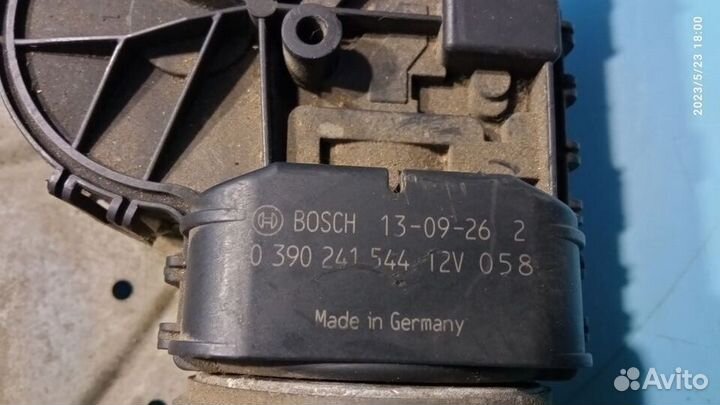 BOSCH 13-09-26 2
0 390 241 544 12V 058
Made in Germany
2023/5/23 18:00
Avito